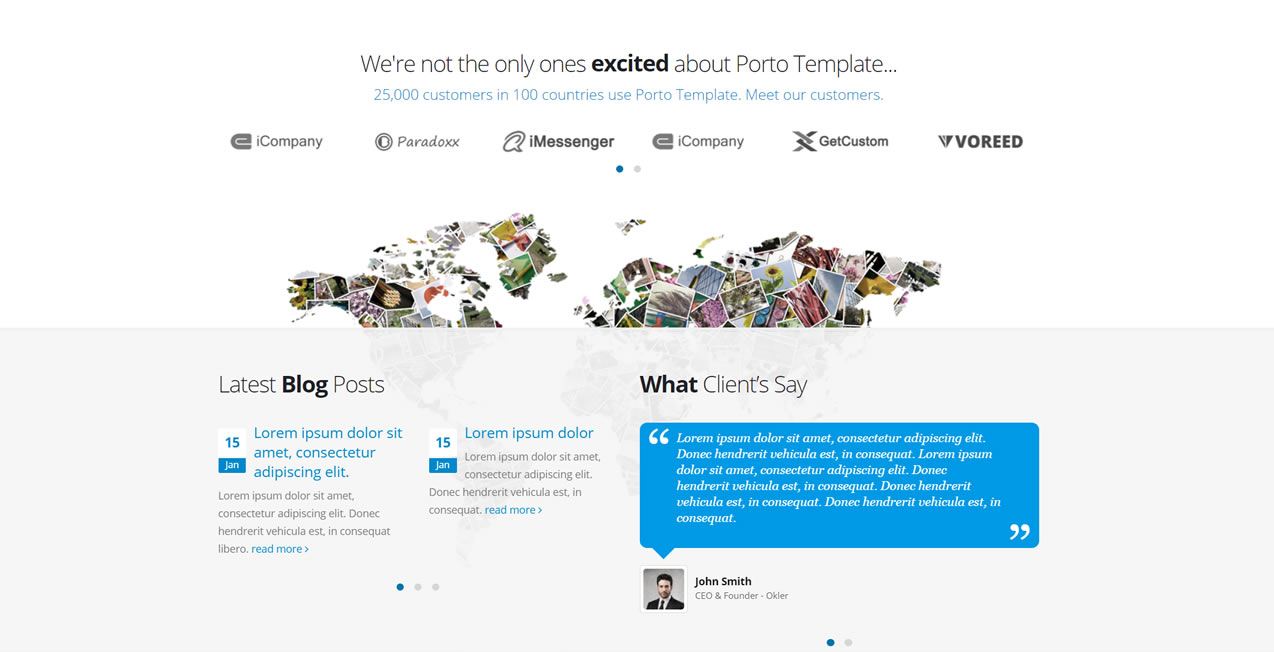 We're not the only ones excited about Porto Template...
25,000 customers in 100 countries use Porto Template. Meet our customers.
iCompany
Paradoxx
iMessenger
iCompany
GetCustom
VOREED
Latest Blog Posts
15
Jan
Lorem ipsum dolor sit
amet, consectetur
adipiscing elit.
Lorem ipsum dolor sit amet,
consectetur adipiscing elit. Donec
hendrerit vehicula est, in consequat
libero. read more ›
15
Jan
Lorem ipsum dolor
Lorem ipsum dolor sit amet,
consectetur adipiscing elit.
Donec hendrerit vehicula est, in
consequat. read more ›
What Client's Say
“ Lorem ipsum dolor sit amet, consectetur adipiscing elit.
Donec hendrerit vehicula est, in consequat. Lorem ipsum
dolor sit amet, consectetur adipiscing elit. Donec
hendrerit vehicula est, in consequat. Donec hendrerit
vehicula est, in consequat. Donec hendrerit vehicula est, in
consequat. ”
John Smith
CEO & Founder - Okler